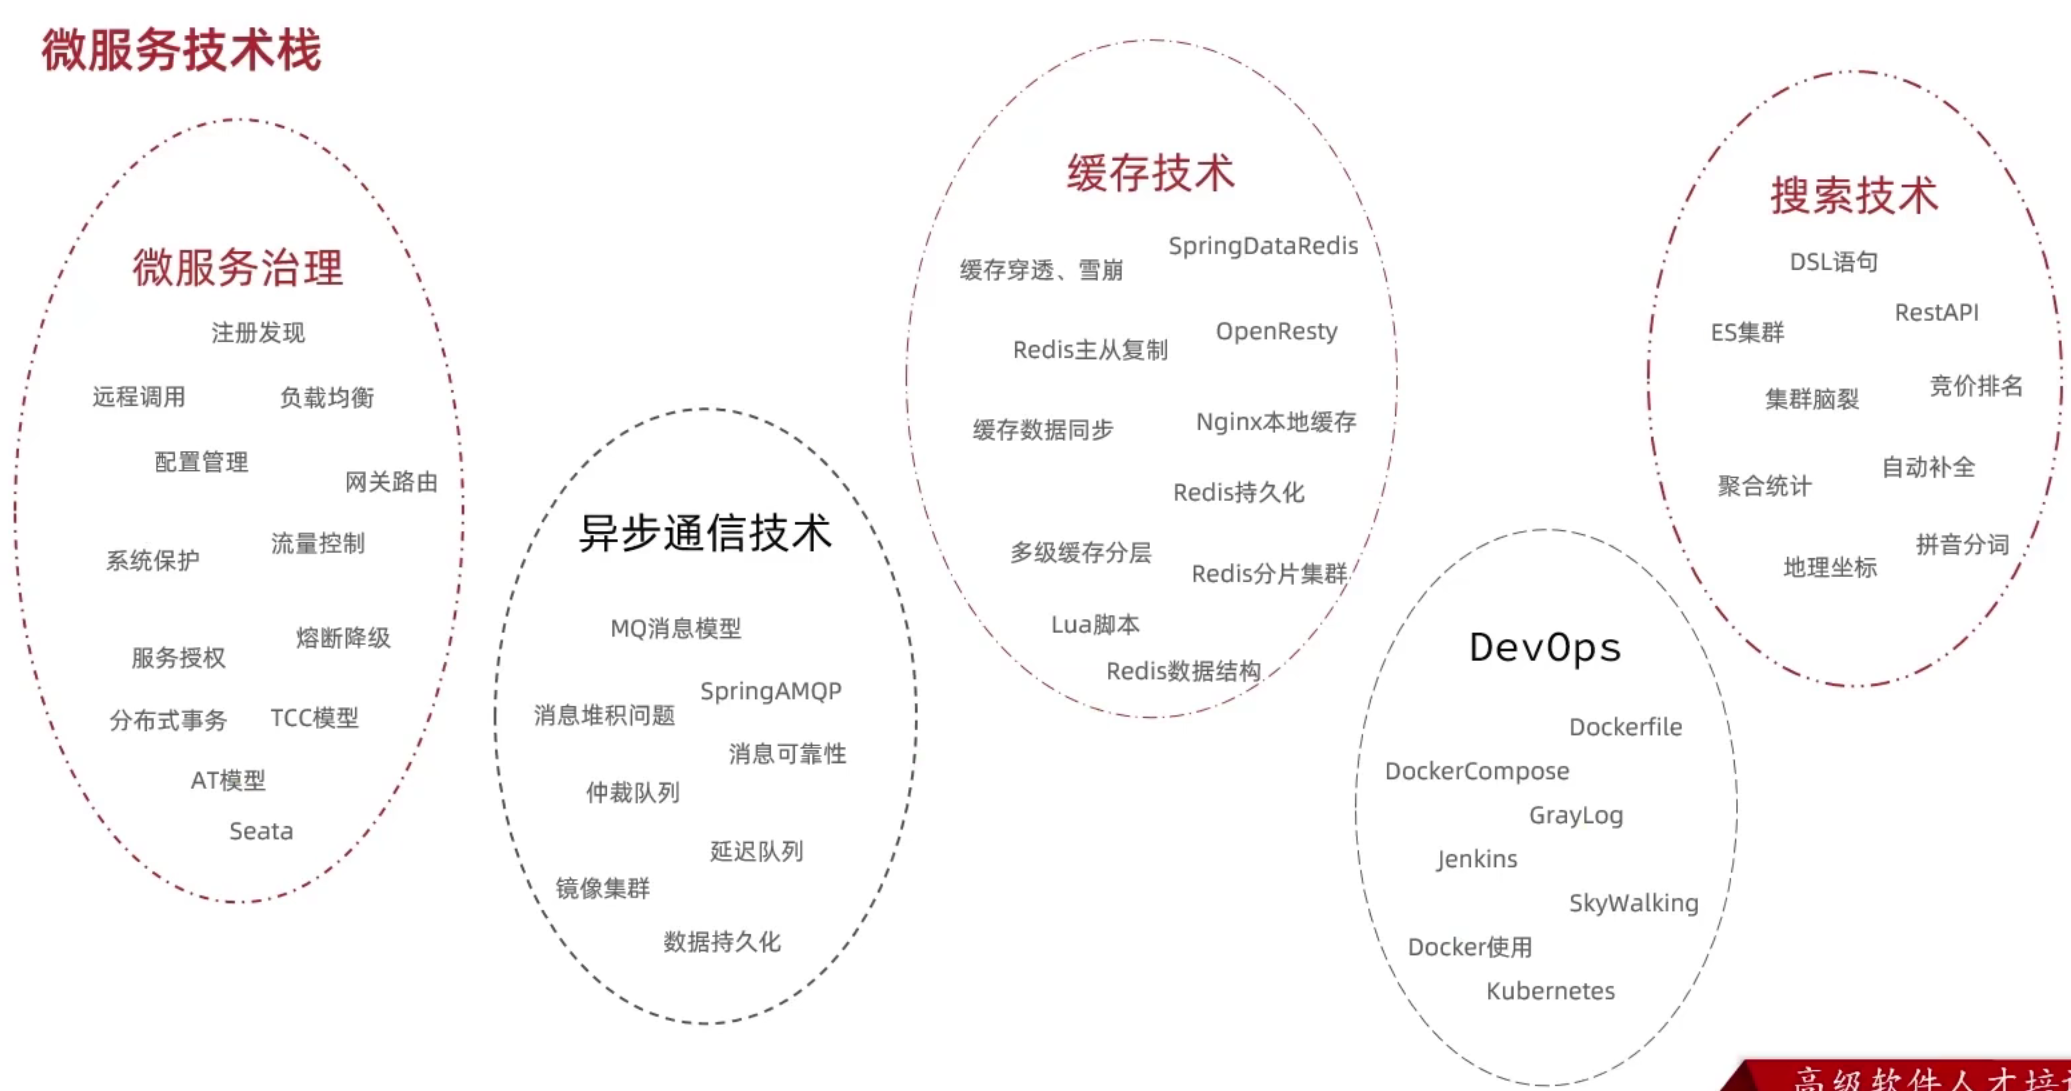 微服务技术栈
微服务治理
注册发现
远程调用
负载均衡
配置管理
网关路由
系统保护
流量控制
服务授权
熔断降级
分布式事务
TCC模型
AT模型
Seata
异步通信技术
MQ消息模型
SpringAMQP
消息堆积问题
消息可靠性
仲裁队列
延迟队列
镜像集群
数据持久化
缓存技术
SpringDataRedis
缓存穿透、雪崩
OpenResty
Redis主从复制
Nginx本地缓存
缓存数据同步
Redis持久化
多级缓存分层
Redis分片集群
Lua脚本
Redis数据结构
DevOps
Dockerfile
DockerCompose
GrayLog
Jenkins
SkyWalking
Docker使用
Kubernetes
搜索技术
DSL语句
RestAPI
ES集群
竞价排名
集群脑裂
自动补全
聚合统计
拼音分词
地理坐标
高级软件人才培